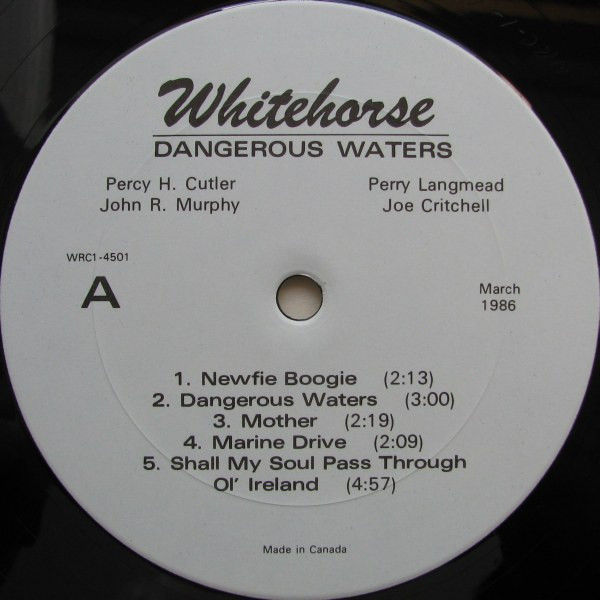 Whitehorse
DANGEROUS WATERS
Percy H. Cutler
John R. Murphy
Perry Langmead
Joe Critchell
WRC1-4501
A
March
1986
1. Newfie Boogie (2:13)
2. Dangerous Waters (3:00)
3. Mother (2:19)
4. Marine Drive (2:09)
5. Shall My Soul Pass Through
Ol' Ireland (4:57)
Made in Canada